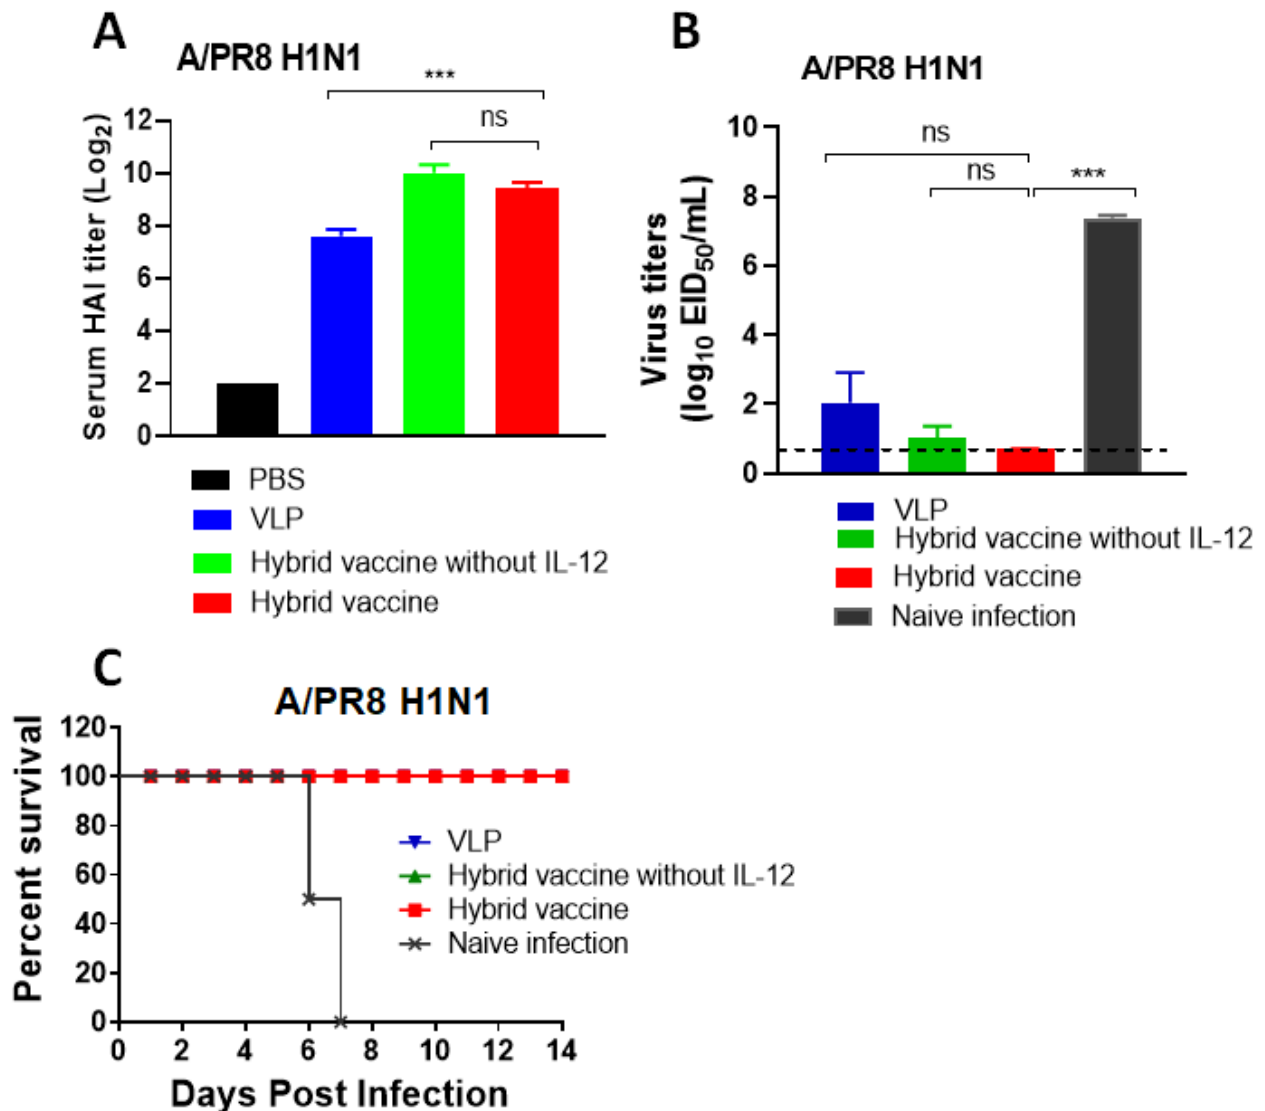 A
A/PR8 H1N1
***
ns
Serum HAI titer (Log2)
12
10
8
6
4
2
0
PBS
VLP
Hybrid vaccine without IL-12
Hybrid vaccine
B
A/PR8 H1N1
ns
ns
***
Virus titers
(log10 EID50/mL)
10
8
6
4
2
0
VLP
Hybrid vaccine without IL-12
Hybrid vaccine
Naive infection
C
A/PR8 H1N1
Percent survival
120
100
80
60
40
20
0
VLP
Hybrid vaccine without IL-12
Hybrid vaccine
Naive infection
0 2 4 6 8 10 12 14
Days Post Infection